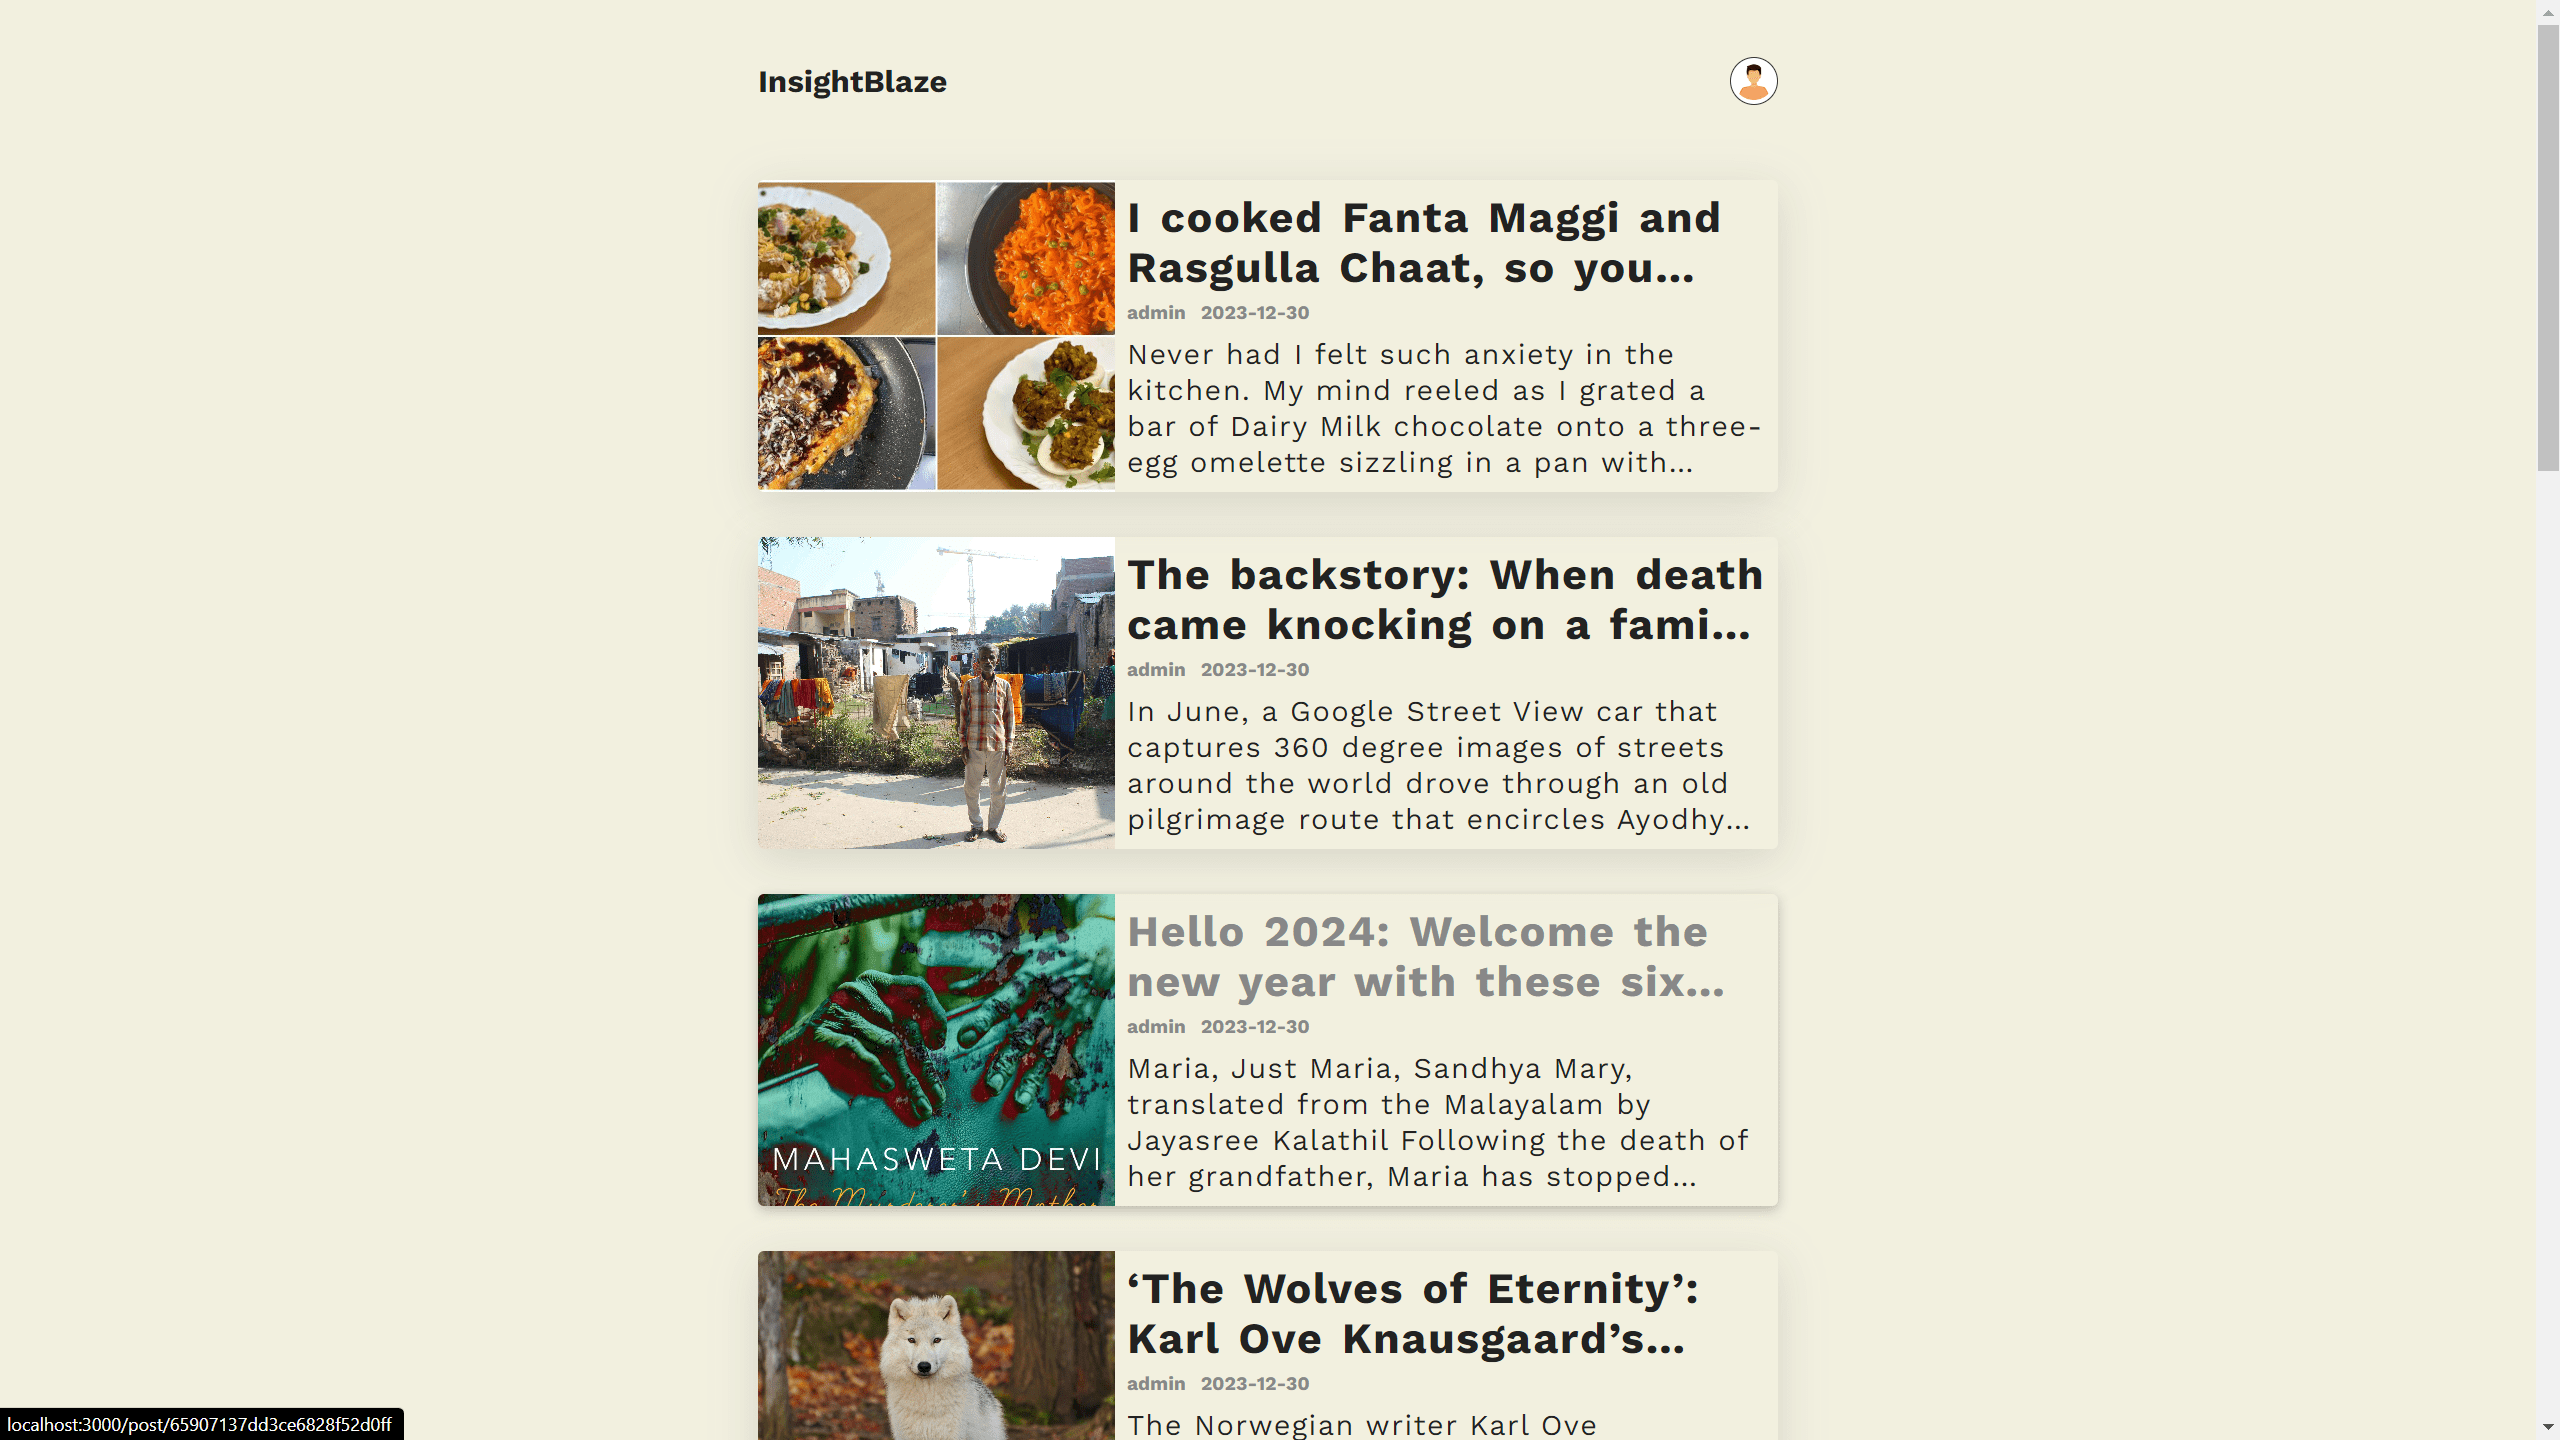 InsightBlaze
I cooked Fanta Maggi and
Rasgulla Chaat, so you...
admin 2023-12-30
Never had I felt such anxiety in the
kitchen. My mind reeled as I grated a
bar of Dairy Milk chocolate onto a three-
egg omelette sizzling in a pan with...
The backstory: When death
came knocking on a fami...
admin 2023-12-30
In June, a Google Street View car that
captures 360 degree images of streets
around the world drove through an old
pilgrimage route that encircles Ayodhy...
MAHASWETA DEVI
The Murderer's Mother
Hello 2024: Welcome the
new year with these six...
admin 2023-12-30
Maria, Just Maria, Sandhya Mary,
translated from the Malayalam by
Jayasree Kalathil Following the death of
her grandfather, Maria has stopped...
‘The Wolves of Eternity’:
Karl Ove Knausgaard’s...
admin 2023-12-30
The Norwegian writer Karl Ove
localhost:3000/post/65907137dd3ce6828f52d0ff